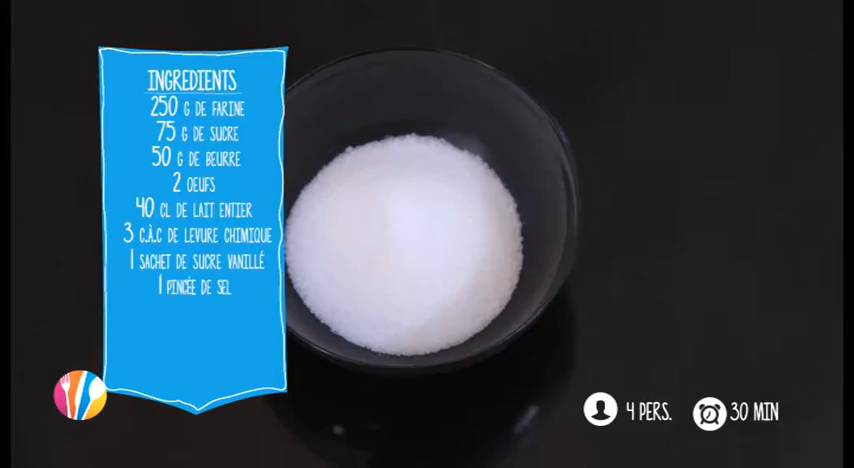 INGREDIENTS
250 G DE FARINE
75 G DE SUCRE
50 G DE BEURRE
2 OEUFS
40 CL DE LAIT ENTIER
3 C.À.C DE LEVURE CHIMIQUE
1 SACHET DE SUCRE VANILLÉ
1 PINCÉE DE SEL
4 PERS.
30 MIN